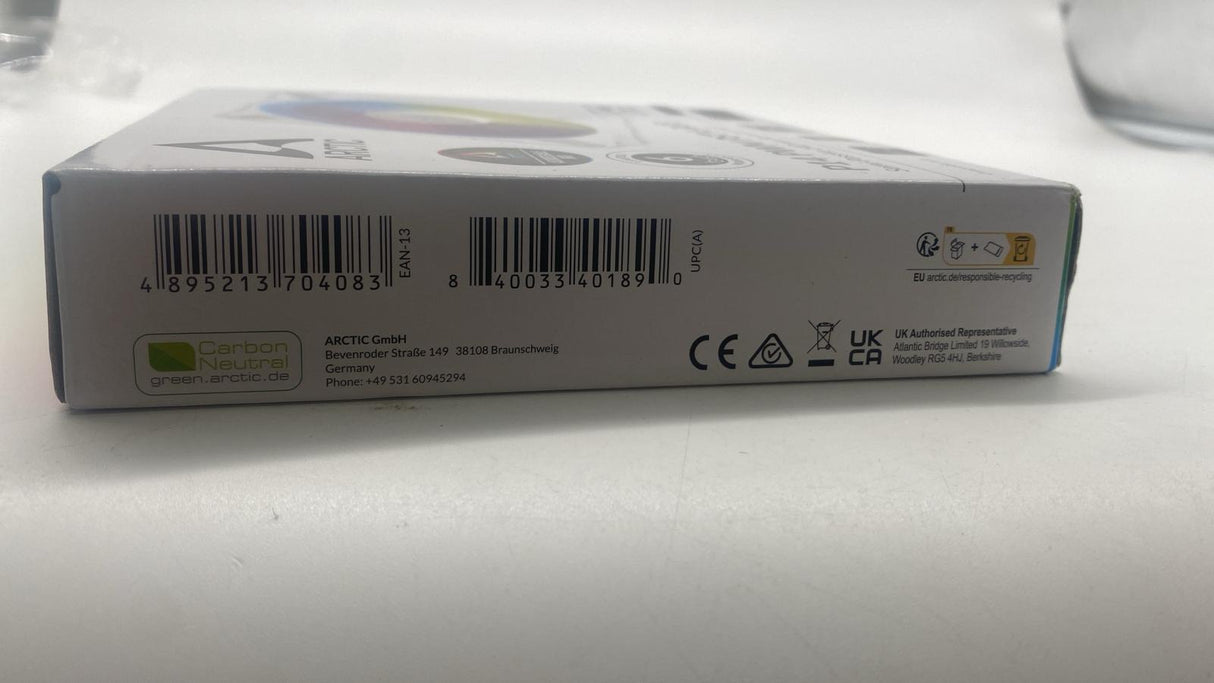 ARCTIC
4 895213 704083
EAN-13
8 40033 40189 0
UPC(A)
EU arctic.de/responsible-recycling
Carbon
Neutral
green.arctic.de
ARCTIC GmbH
Bevenroder Straße 149 38108 Braunschweig
Germany
Phone: +49 531 60945294
CE
UK
CA
UK Authorised Representative
Atlantic Bridge Limited 19 Willowside,
Woodley RG5 4HJ, Berkshire